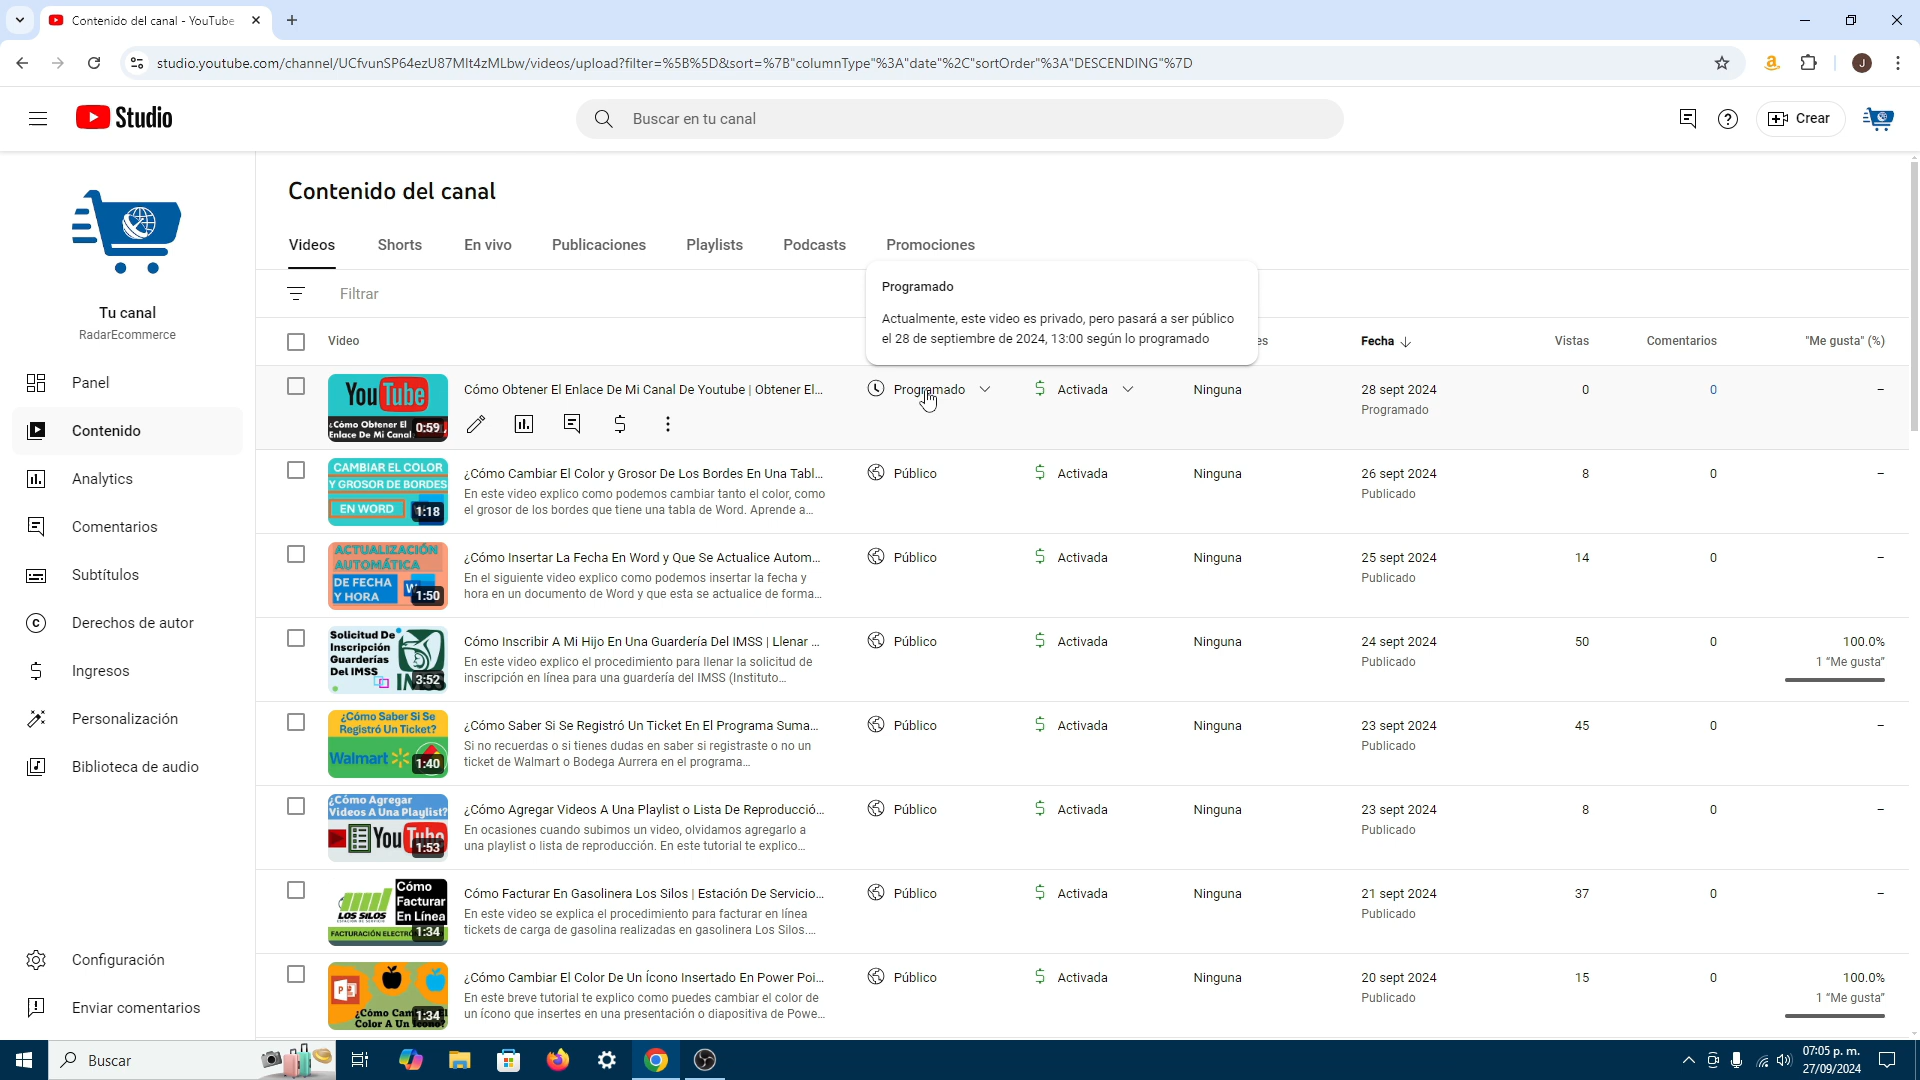 Contenido del canal - YouTube
studio.youtube.com/channel/UCfvunSP64ezU87MIt4zMLbw/videos/upload?filter=%5B%5D&sort=%7B"columnType"%3A"date"%2C"sortOrder"%3A"DESCENDING"%7D
a
J
Studio
Buscar en tu canal
Crear
Tu canal
RadarEcommerce
Panel
Contenido
Analytics
Comentarios
Subtítulos
Derechos de autor
Ingresos
Personalización
Biblioteca de audio
Configuración
Enviar comentarios
Contenido del canal
Videos Shorts En vivo Publicaciones Playlists Podcasts Promociones
Filtrar
Programado
Actualmente, este video es privado, pero pasará a ser público
el 28 de septiembre de 2024, 13:00 según lo programado
Video es Fecha Vistas Comentarios "Me gusta" (%)
YouTube
¿Cómo Obtener El
Enlace De Mi Canal
0:59
Cómo Obtener El Enlace De Mi Canal De Youtube | Obtener El...
Programado Activada Ninguna 28 sept 2024 0 0 –
Programado
CAMBIAR EL COLOR
Y GROSOR DE BORDES
EN WORD
1:18
¿Cómo Cambiar El Color y Grosor De Los Bordes En Una Tabl...
En este video explico como podemos cambiar tanto el color, como
el grosor de los bordes que tiene una tabla de Word. Aprende a...
Público Activada Ninguna 26 sept 2024 8 0 –
Publicado
ACTUALIZACIÓN
AUTOMÁTICA
DE FECHA
Y HORA
W
1:50
¿Cómo Insertar La Fecha En Word y Que Se Actualice Autom...
En el siguiente video explico como podemos insertar la fecha y
hora en un documento de Word y que esta se actualice de forma...
Público Activada Ninguna 25 sept 2024 14 0 –
Publicado
Solicitud De
Inscripción
Guarderías
Del IMSS
IMSS
3:52
Cómo Inscribir A Mi Hijo En Una Guardería Del IMSS | Llenar ...
En este video explico el procedimiento para llenar la solicitud de
inscripción en línea para una guardería del IMSS (Instituto...
Público Activada Ninguna 24 sept 2024 50 0 100.0%
Publicado 1 "Me gusta"
¿Cómo Saber Si Se
Registró Un Ticket?
Walmart
1:40
¿Cómo Saber Si Se Registró Un Ticket En El Programa Suma...
Si no recuerdas o si tienes dudas en saber si registraste o no un
ticket de Walmart o Bodega Aurrera en el programa...
Público Activada Ninguna 23 sept 2024 45 0 –
Publicado
¿Cómo Agregar
Videos A Una Playlist?
YouTube
1:53
¿Cómo Agregar Videos A Una Playlist o Lista De Reproducció...
En ocasiones cuando subimos un video, olvidamos agregarlo a
una playlist o lista de reproducción. En este tutorial te explico...
Público Activada Ninguna 23 sept 2024 8 0 –
Publicado
Cómo
Facturar
En Línea
LOS SILOS
ESTACIÓN DE SERVICIO
FACTURACIÓN ELECTRÓ
1:34
Cómo Facturar En Gasolinera Los Silos | Estación De Servicio...
En este video se explica el procedimiento para facturar en línea
tickets de carga de gasolina realizadas en gasolinera Los Silos....
Público Activada Ninguna 21 sept 2024 37 0 –
Publicado
P
¿Cómo Cambiar El
Color A Un Ícono?
1:34
¿Cómo Cambiar El Color De Un Ícono Insertado En Power Poi...
En este breve tutorial te explico como puedes cambiar el color de
un ícono que insertes en una presentación o diapositiva de Powe...
Público Activada Ninguna 20 sept 2024 15 0 100.0%
Publicado 1 "Me gusta"
Buscar
07:05 p. m.
27/09/2024